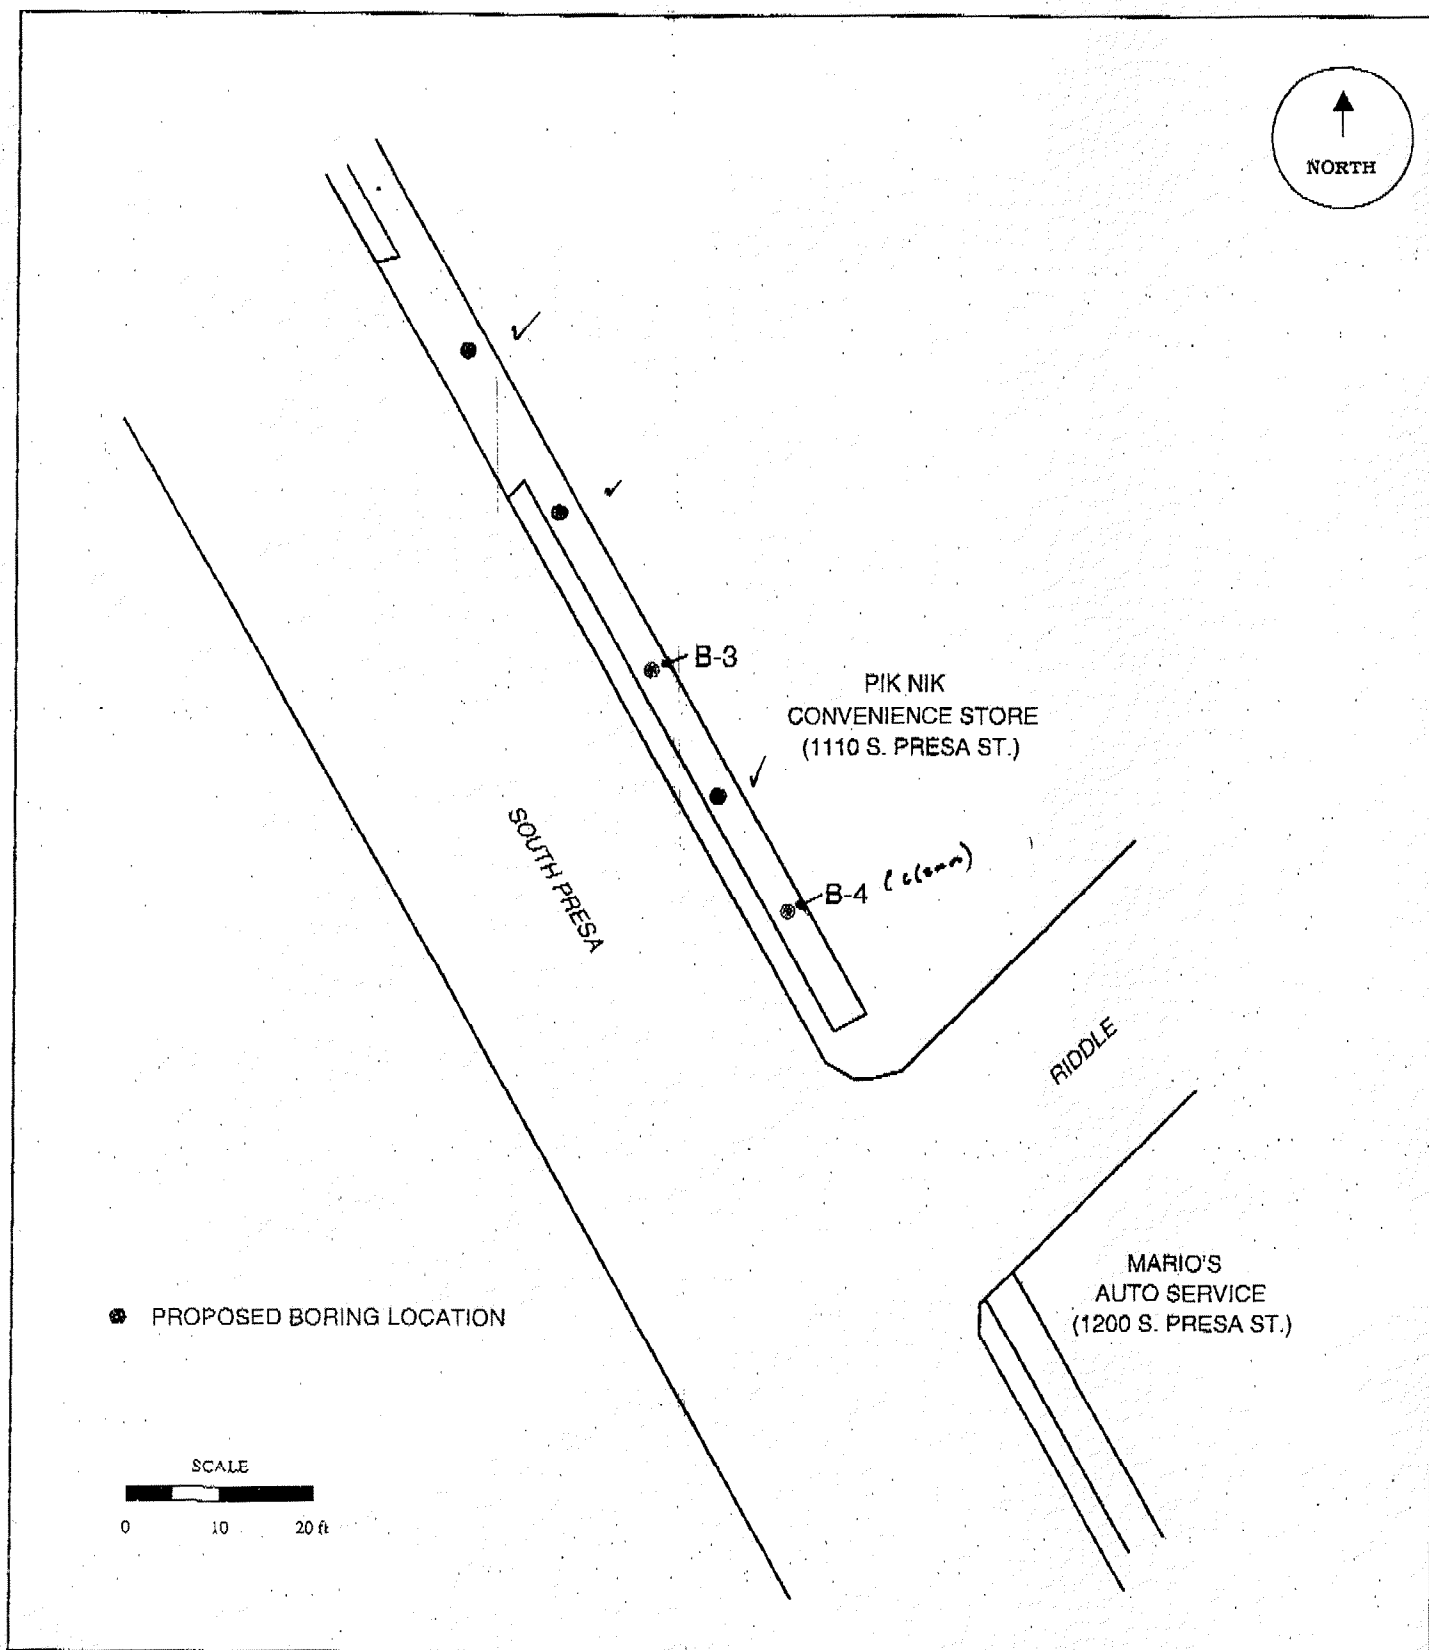 NORTH
B-3
PIK NIK
CONVENIENCE STORE
(1110 S. PRESA ST.)
SOUTH PRESA
B-4
RIDDLE
MARIO'S
AUTO SERVICE
(1200 S. PRESA ST.)
PROPOSED BORING LOCATION
SCALE
0 10 20 ft